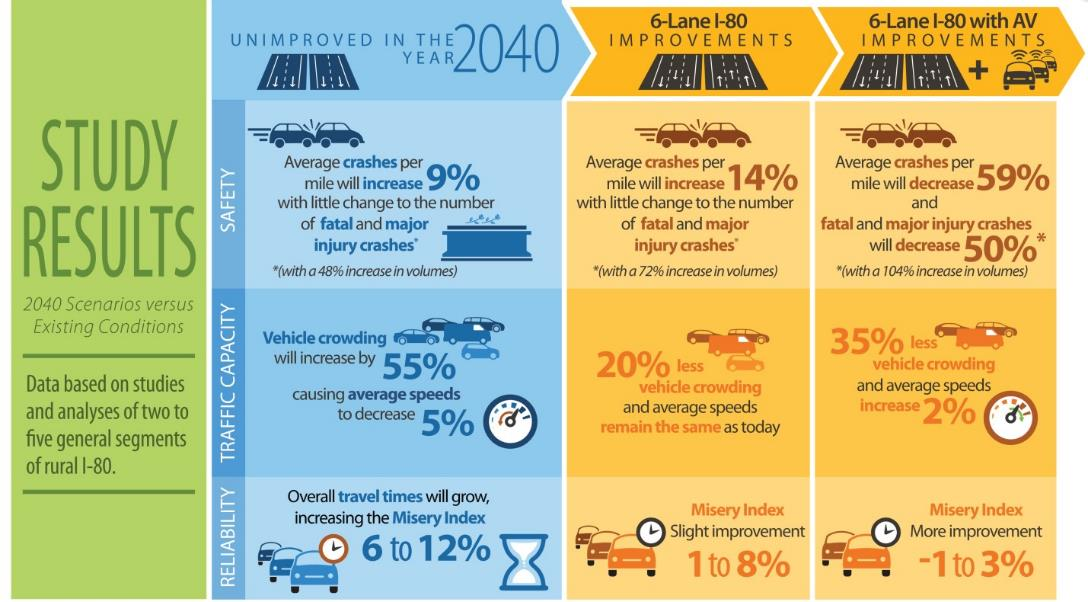 STUDY
RESULTS
2040 Scenarios versus
Existing Conditions
Data based on studies
and analyses of two to
five general segments
of rural I-80.
UNIMPROVED IN THE
YEAR 2040
6-Lane I-80
IMPROVEMENTS
6-Lane I-80 with AV
IMPROVEMENTS
+
SAFETY
Average crashes per
mile will increase 9%
with little change to the number
of fatal and major
injury crashes*
*(with a 48% increase in volumes)
Average crashes per
mile will increase 14%
with little change to the number
of fatal and major
injury crashes*
*(with a 72% increase in volumes)
Average crashes per
mile will decrease 59%
and
fatal and major injury crashes
will decrease 50%*
*(with a 104% increase in volumes)
TRAFFIC CAPACITY
Vehicle crowding
will increase by 55%
causing average speeds
to decrease 5%
20% less
vehicle crowding
and average speeds
remain the same as today
35% less
vehicle crowding
and average speeds
increase 2%
RELIABILITY
Overall travel times will grow,
increasing the Misery Index
6 to 12%
Misery Index
Slight improvement
1 to 8%
Misery Index
More improvement
-1 to 3%